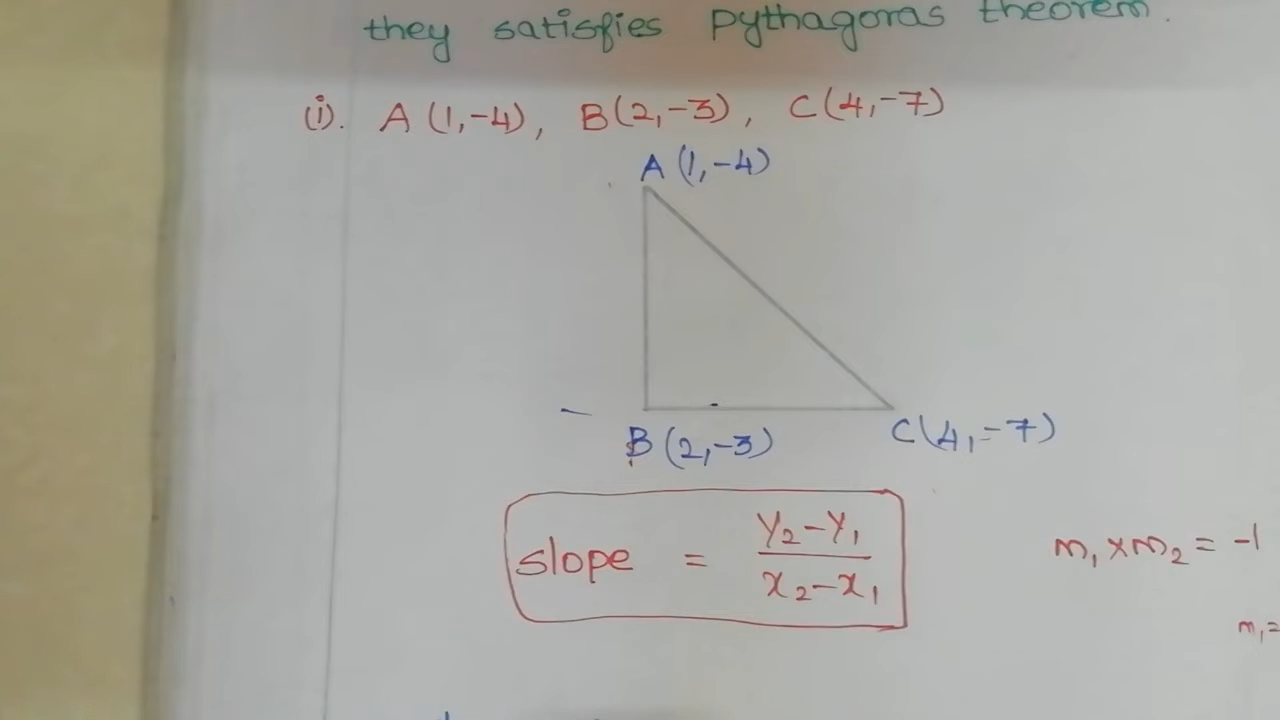 they satisfies pythagoras theorem.
(i). A (1,-4), B(2,-3), C(4,-7)
A (1,-4)
B (2,-3)
C(4,-7)
slope = y₂-y₁ / x₂-x₁
m₁ x m₂ = -1
m₁=